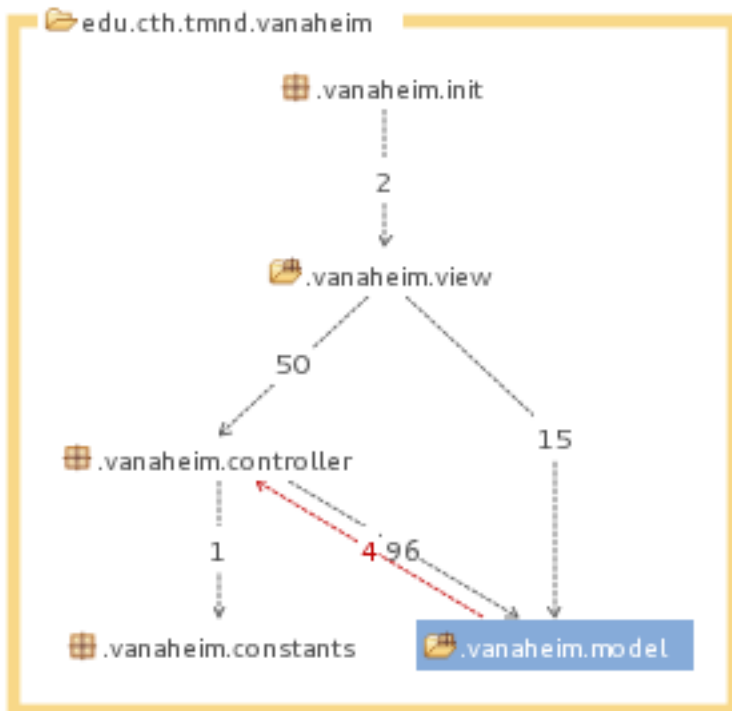 edu.cth.tmnd.vanaheim
.vanaheim.init
2
.vanaheim.view
50
15
.vanaheim.controller
1
4 96
.vanaheim.constants
.vanaheim.model